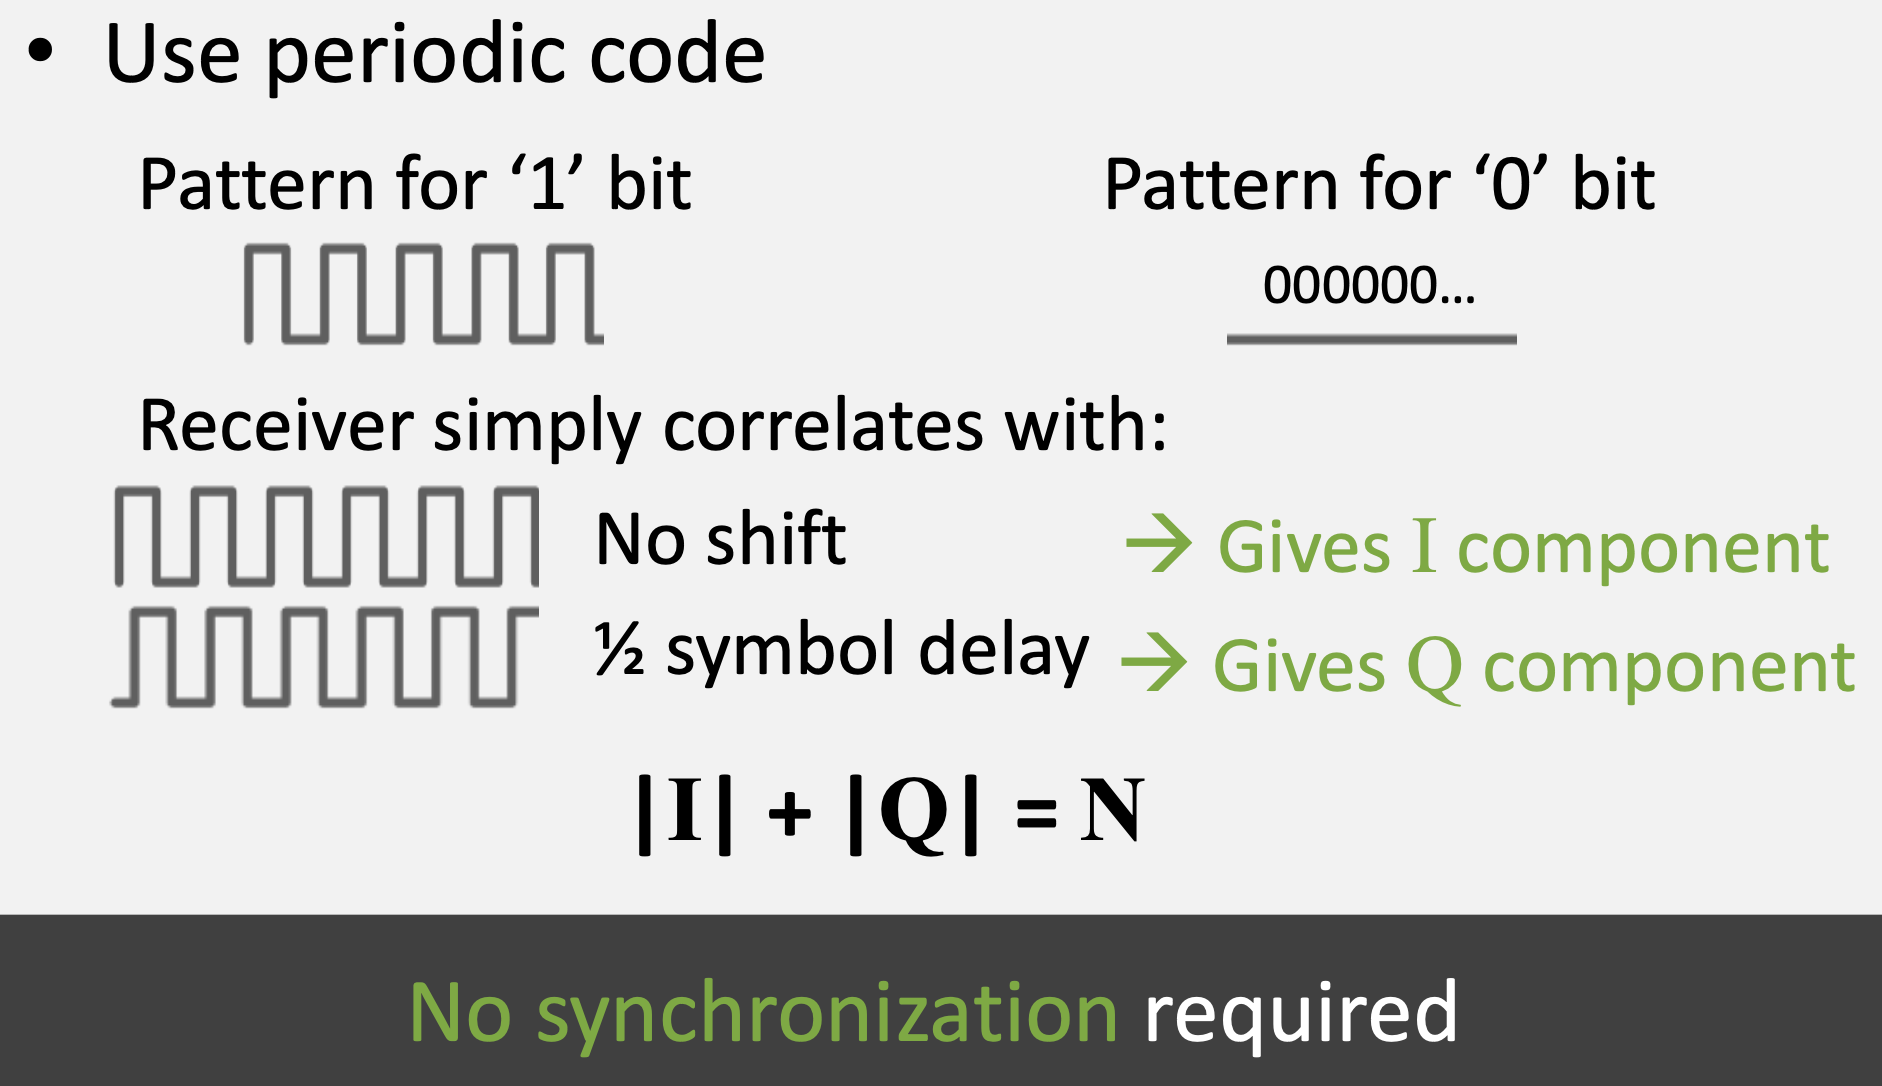 • Use periodic code
Pattern for ‘1’ bit
Pattern for ‘0’ bit
000000...
Receiver simply correlates with:
No shift → Gives I component
½ symbol delay → Gives Q component
|I| + |Q| = N
No synchronization required